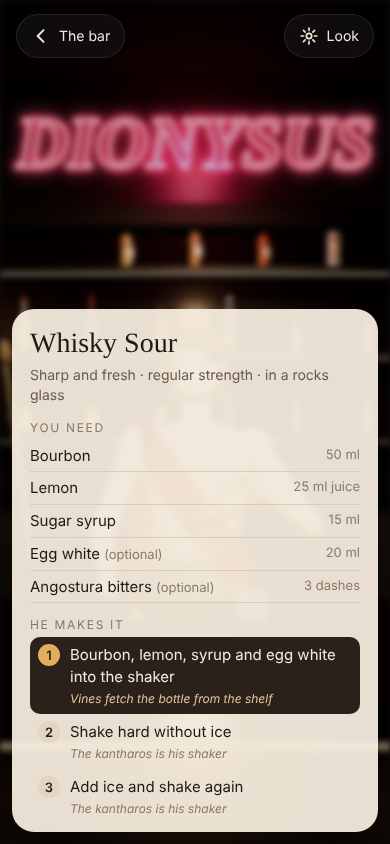 The bar
Look
DIONYSUS
Whisky Sour
Sharp and fresh · regular strength · in a rocks
glass
YOU NEED
Bourbon 50 ml
Lemon 25 ml juice
Sugar syrup 15 ml
Egg white (optional) 20 ml
Angostura bitters (optional) 3 dashes
HE MAKES IT
1 Bourbon, lemon, syrup and egg white
into the shaker
Vines fetch the bottle from the shelf
2 Shake hard without ice
The kantharos is his shaker
3 Add ice and shake again
The kantharos is his shaker